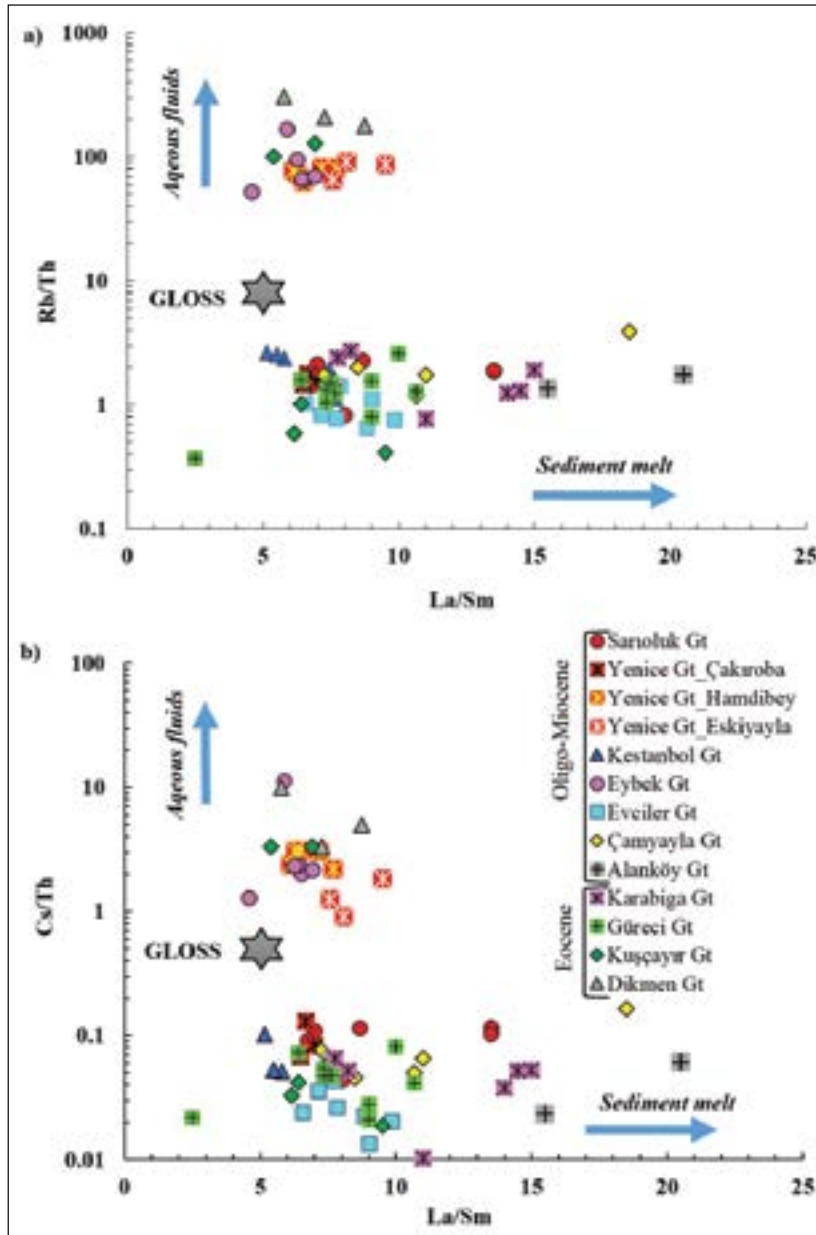 a)
1000
100
10
1
0.1
Rb/Th
Aqeous fluids
GLOSS
Sediment melt
0 5 10 15 20 25
La/Sm
b)
100
10
1
0.1
0.01
Cs/Th
Aqeous fluids
GLOSS
Sediment melt
Oligo-Miocene
Sarıoluk Gt
Yenice Gt_Çakıroba
Yenice Gt_Hamdibey
Yenice Gt_Eskiyayla
Kestanbol Gt
Eybek Gt
Evciler Gt
Çamyayla Gt
Alanköy Gt
Eocene
Karabiga Gt
Güreci Gt
Kuşçayır Gt
Dikmen Gt
0 5 10 15 20 25
La/Sm